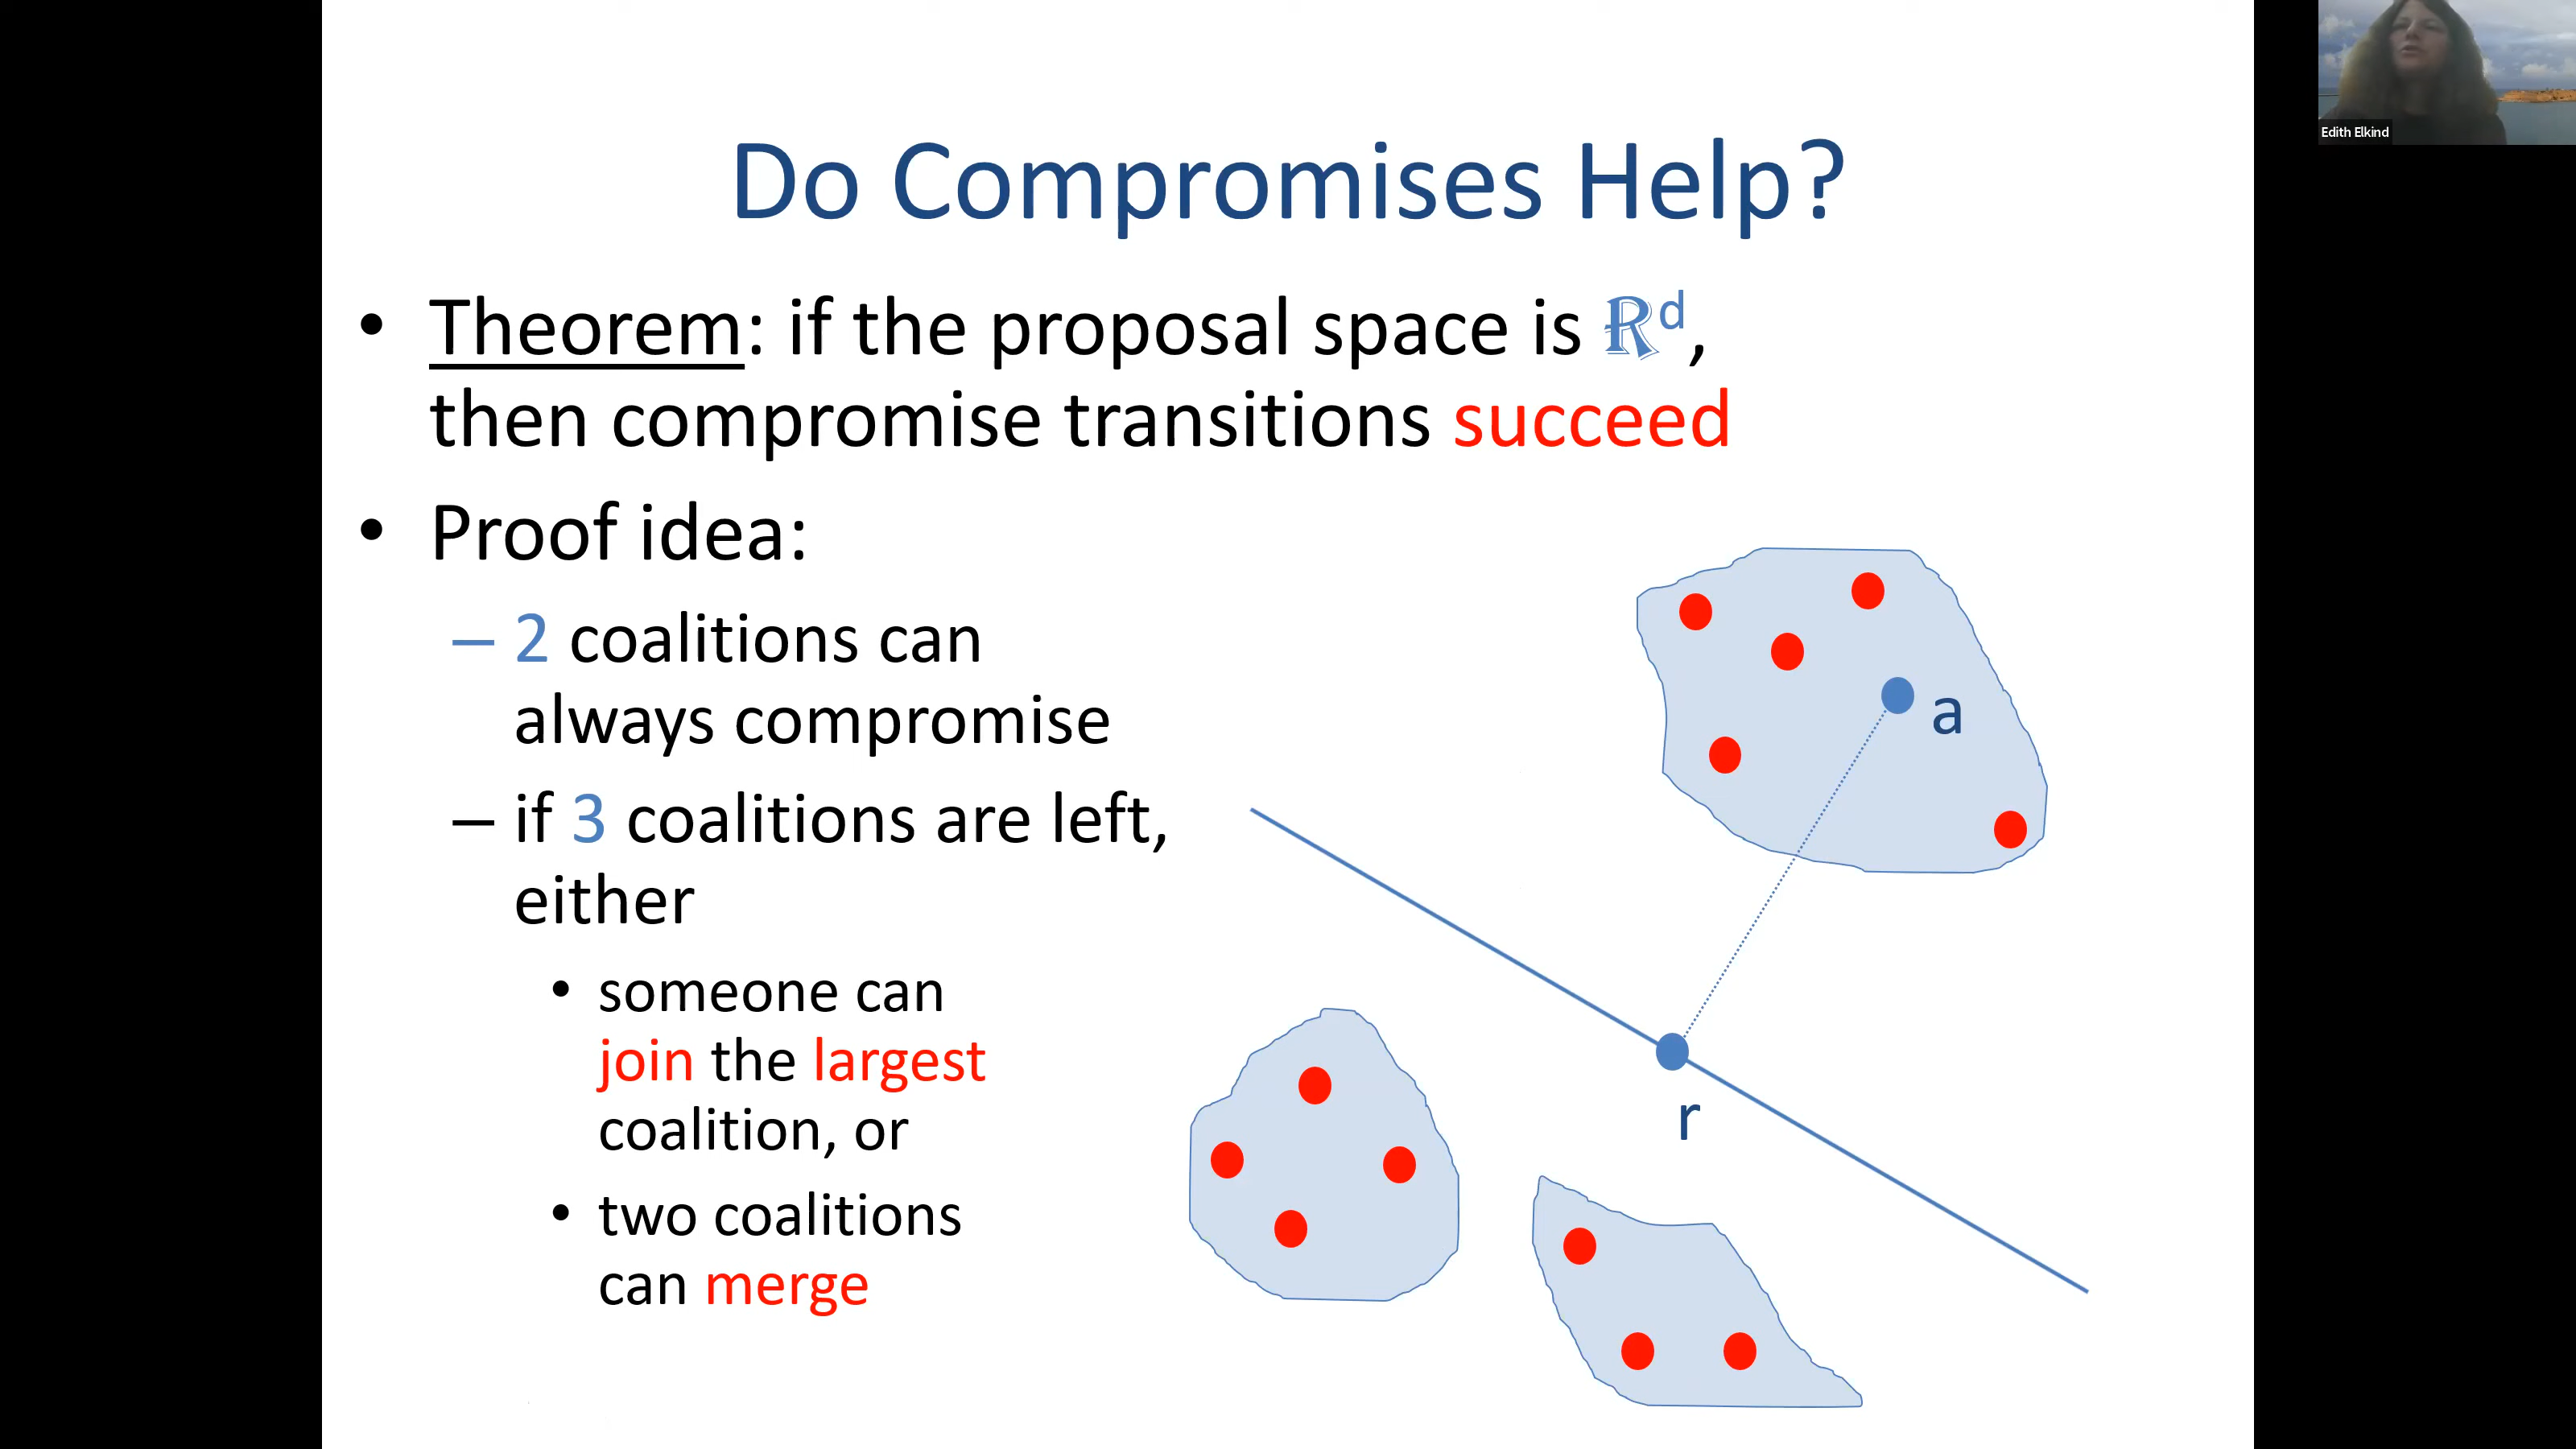 Do Compromises Help?
• Theorem: if the proposal space is ℝᵈ,
then compromise transitions succeed
• Proof idea:
– 2 coalitions can
always compromise
– if 3 coalitions are left,
either
• someone can
join the largest
coalition, or
• two coalitions
can merge
a
r
Edith Elkind